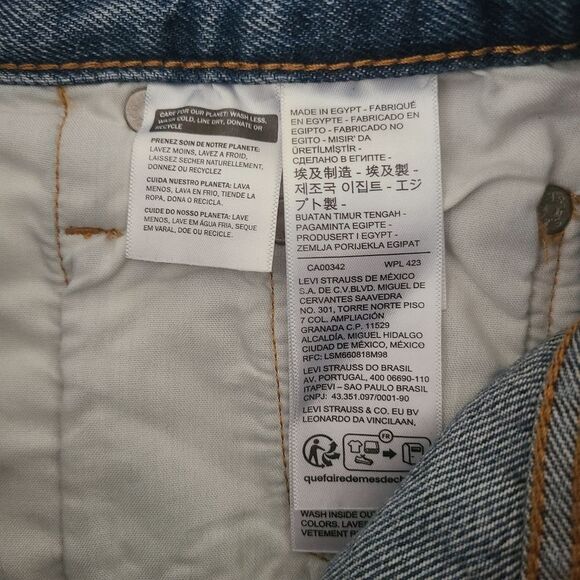 CARE FOR OUR PLANET: WASH LESS,
WASH COLD, LINE DRY, DONATE OR
RECYCLE
PRENEZ SOIN DE NOTRE PLANETE:
LAVEZ MOINS, LAVEZ A FROID,
LAISSEZ SECHER NATURELLEMENT,
DONNEZ OU RECYCLEZ
CUIDA NUESTRO PLANETA: LAVA
MENOS, LAVA EN FRIO, TIENDE LA
ROPA, DONA O RECICLA.
CUIDE DO NOSSO PLANETA: LAVE
MENOS, LAVE EM ÁGUA FRIA, SEQUE
EM VARAL, DOE OU RECICLE.
MADE IN EGYPT - FABRIQUÉ
EN EGYPTE - FABRICADO EN
EGIPTO - FABRICADO NO
EGITO - MISIR'DA
ÜRETİLMİŞTİR -
СДЕЛАНО В ЕГИПТЕ -
埃及制造 - 埃及製 -
제조국 이집트 - エジ
プト製 -
BUATAN TIMUR TENGAH -
PAGAMINTA EGIPTE -
PRODUSERT I EGYPT -
ZEMLJA PORIJEKLA EGIPAT
CA00342 WPL 423
LEVI STRAUSS DE MÉXICO
S.A. DE C.V.BLVD. MIGUEL DE
CERVANTES SAAVEDRA
NO. 301, TORRE NORTE PISO
7 COL. AMPLIACIÓN
GRANADA C.P. 11529
ALCALDÍA. MIGUEL HIDALGO
CIUDAD DE MÉXICO, MÉXICO
RFC: LSM660818M98
LEVI STRAUSS DO BRASIL
AV. PORTUGAL, 400 06690-110
ITAPEVI – SAO PAULO BRASIL
CNPJ: 43.351.097/0001-90
LEVI STRAUSS & CO. EU BV
LEONARDO DA VINCILAAN,
FR
quefairedemesdech
WASH INSIDE OUT
COLORS. LAVER
VETEMENT